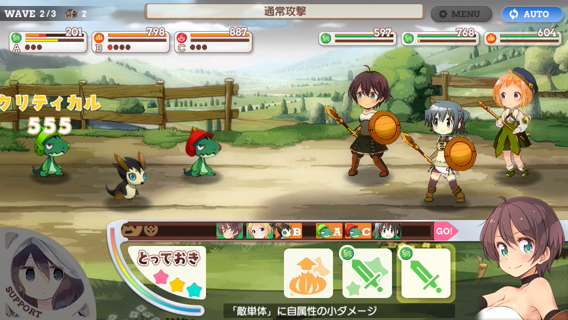 WAVE 2/3 2
通常攻撃
MENU
AUTO
A 201
B 798
C 887
597
768
604
クリティカル
555
B A C GO!
とっておき
SUPPORT
「敵単体」に自属性の小ダメージ